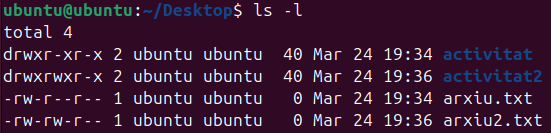 ubuntu@ubuntu:~/Desktop$ ls -l
total 4
drwxr-xr-x 2 ubuntu ubuntu  40 Mar 24 19:34 activitat
drwxrwxr-x 2 ubuntu ubuntu  40 Mar 24 19:36 activitat2
-rw-r--r-- 1 ubuntu ubuntu   0 Mar 24 19:34 arxiu.txt
-rw-rw-r-- 1 ubuntu ubuntu   0 Mar 24 19:36 arxiu2.txt